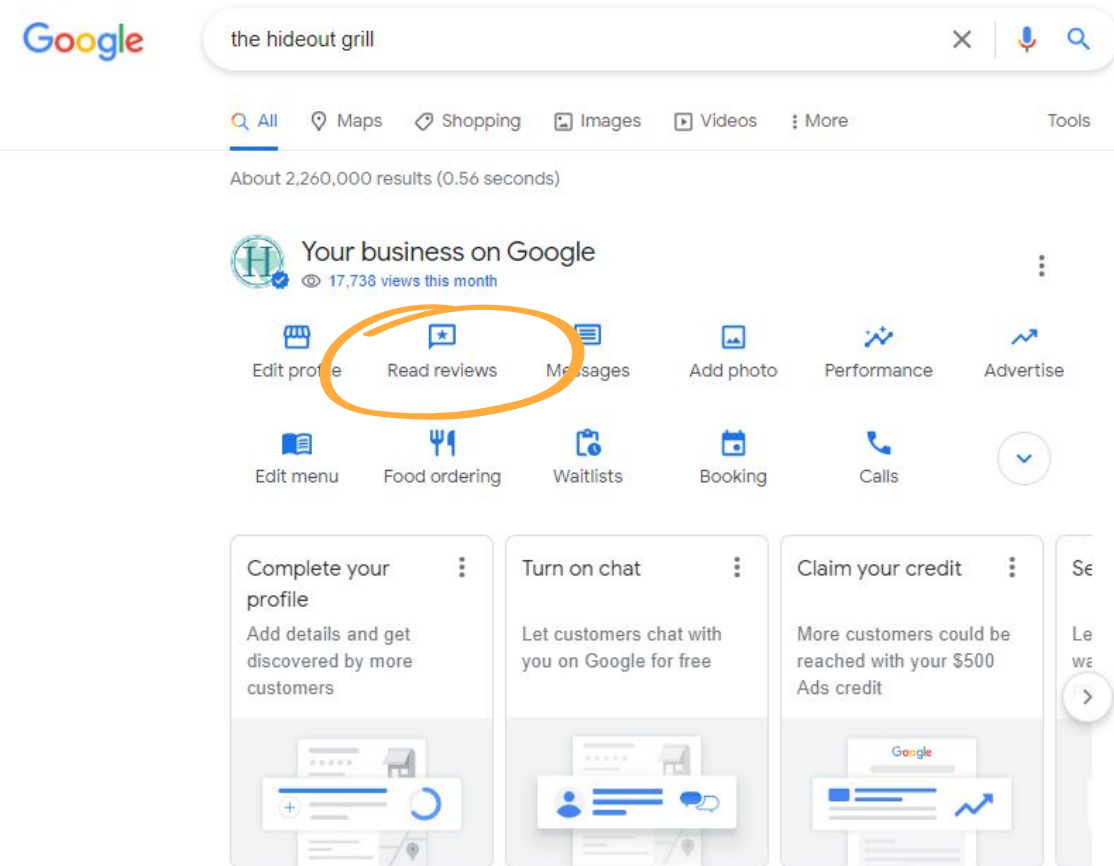 Google
the hideout grill
All Maps Shopping Images Videos More Tools
About 2,260,000 results (0.56 seconds)
H
Your business on Google
17,738 views this month
Edit profile Read reviews Messages Add photo Performance Advertise
Edit menu Food ordering Waitlists Booking Calls
Complete your
profile
Add details and get
discovered by more
customers
Turn on chat
Let customers chat with
you on Google for free
Claim your credit
More customers could be
reached with your $500
Ads credit
Google
Se
Le